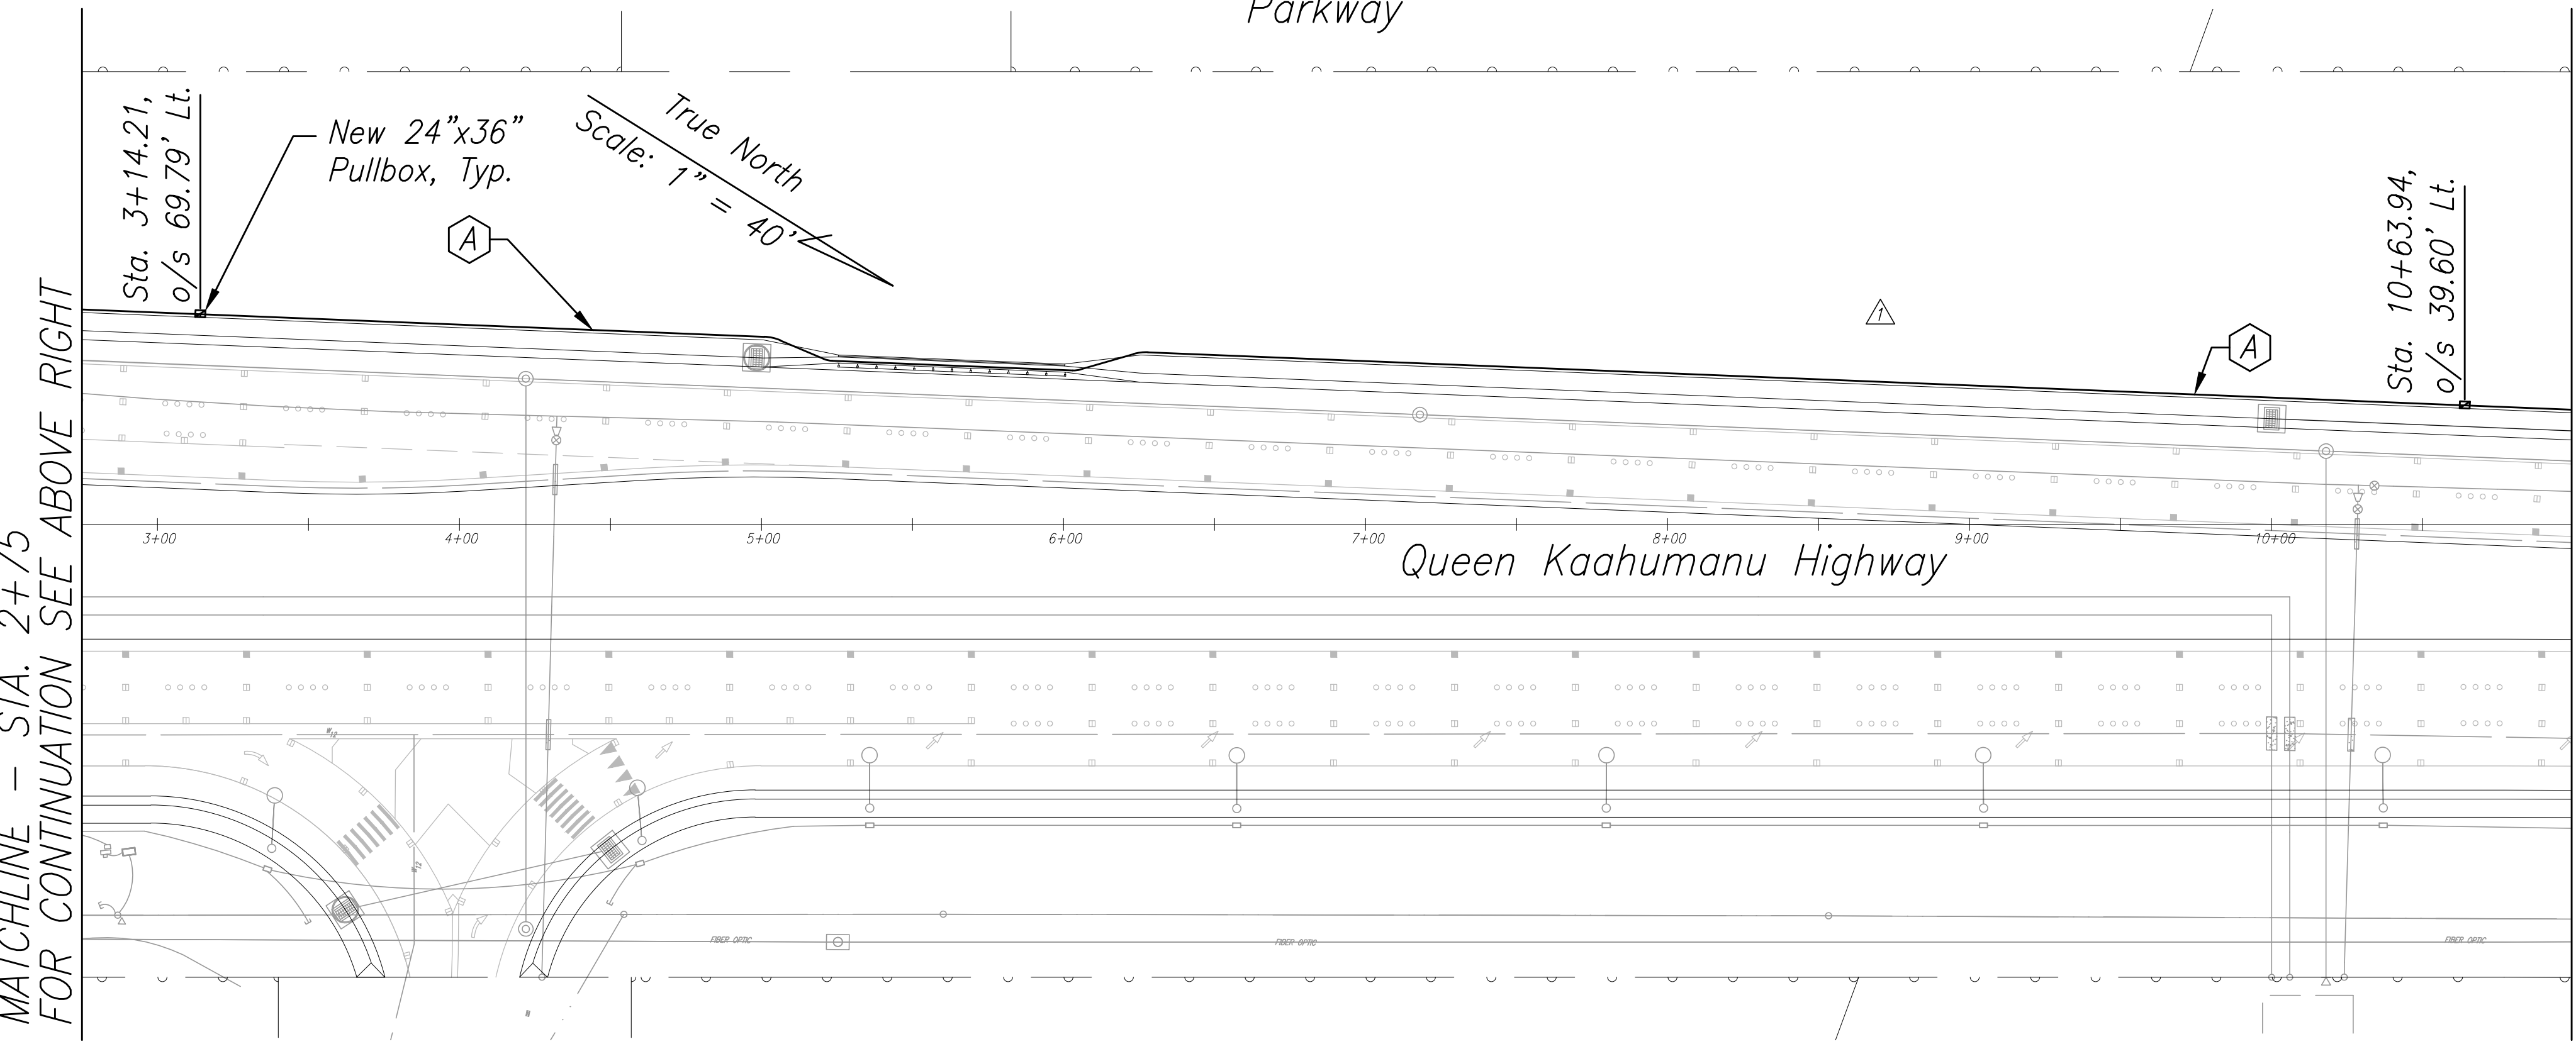 Parkway
Sta. 3+14.21,
o/s 69.79' Lt.
New 24"x36"
Pullbox, Typ.
A
True North
Scale: 1" = 40'
1
A
Sta. 10+63.94,
o/s 39.60' Lt.
MATCHLINE - STA. 2+75
FOR CONTINUATION SEE ABOVE RIGHT
3+00
4+00
5+00
6+00
7+00
8+00
9+00
10+00
Queen Kaahumanu Highway
W12
W12
FIBER OPTIC
FIBER OPTIC
FIBER OPTIC